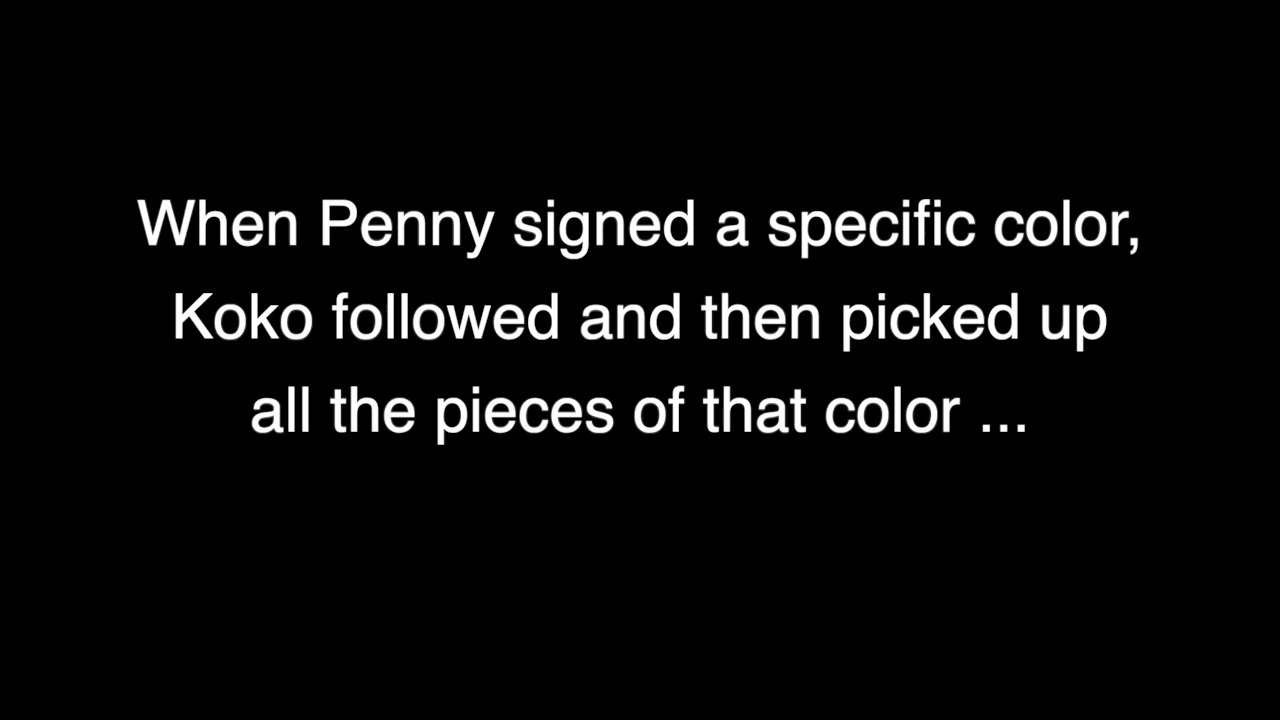 When Penny signed a specific color,
Koko followed and then picked up
all the pieces of that color ...